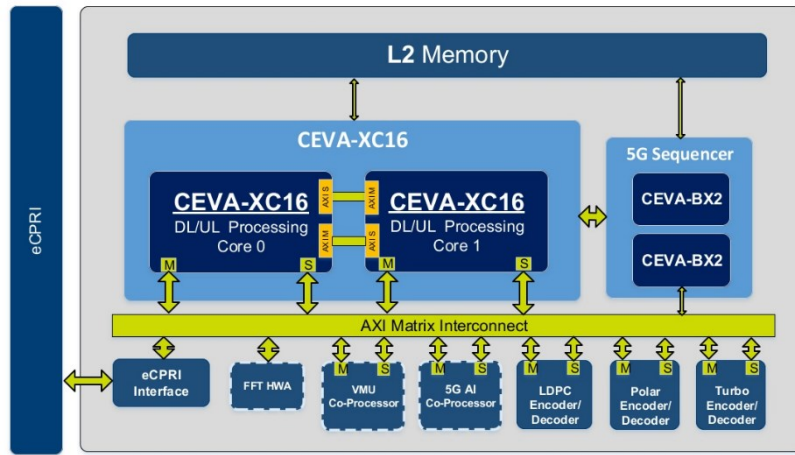 eCPRI
L2 Memory
CEVA-XC16
CEVA-XC16
DL/UL Processing
Core 0
AXI S
AXIM
M
S
CEVA-XC16
DL/UL Processing
Core 1
AXIM
AXI S
M
S
5G Sequencer
CEVA-BX2
CEVA-BX2
AXI Matrix Interconnect
eCPRI
Interface
FFT HWA
M S
VMU
Co-Processor
M S
5G AI
Co-Processor
M S
LDPC
Encoder/
Decoder
M S
Polar
Encoder/
Decoder
M S
Turbo
Encoder/
Decoder